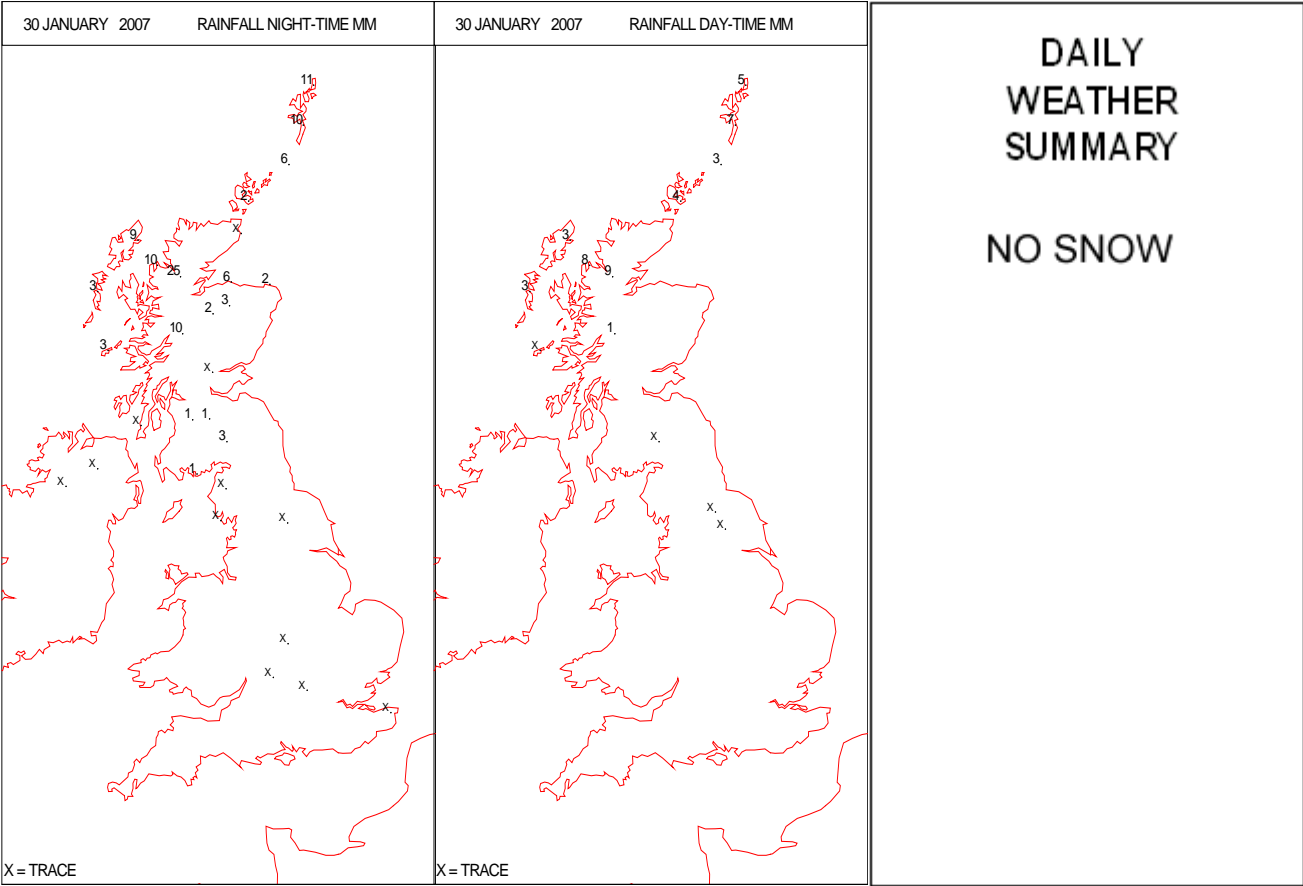 30 JANUARY 2007 RAINFALL NIGHT-TIME MM
11
10
6
2
X
9
10
25
6
2
3
3
2
10
3
X
1 1
X
3
X
1
X
X
X
X
X
X
X
X
X = TRACE
30 JANUARY 2007 RAINFALL DAY-TIME MM
5
7
3
4
3
8
9
3
1
X
X
X
X
X = TRACE
DAILY
WEATHER
SUMMARY
NO SNOW